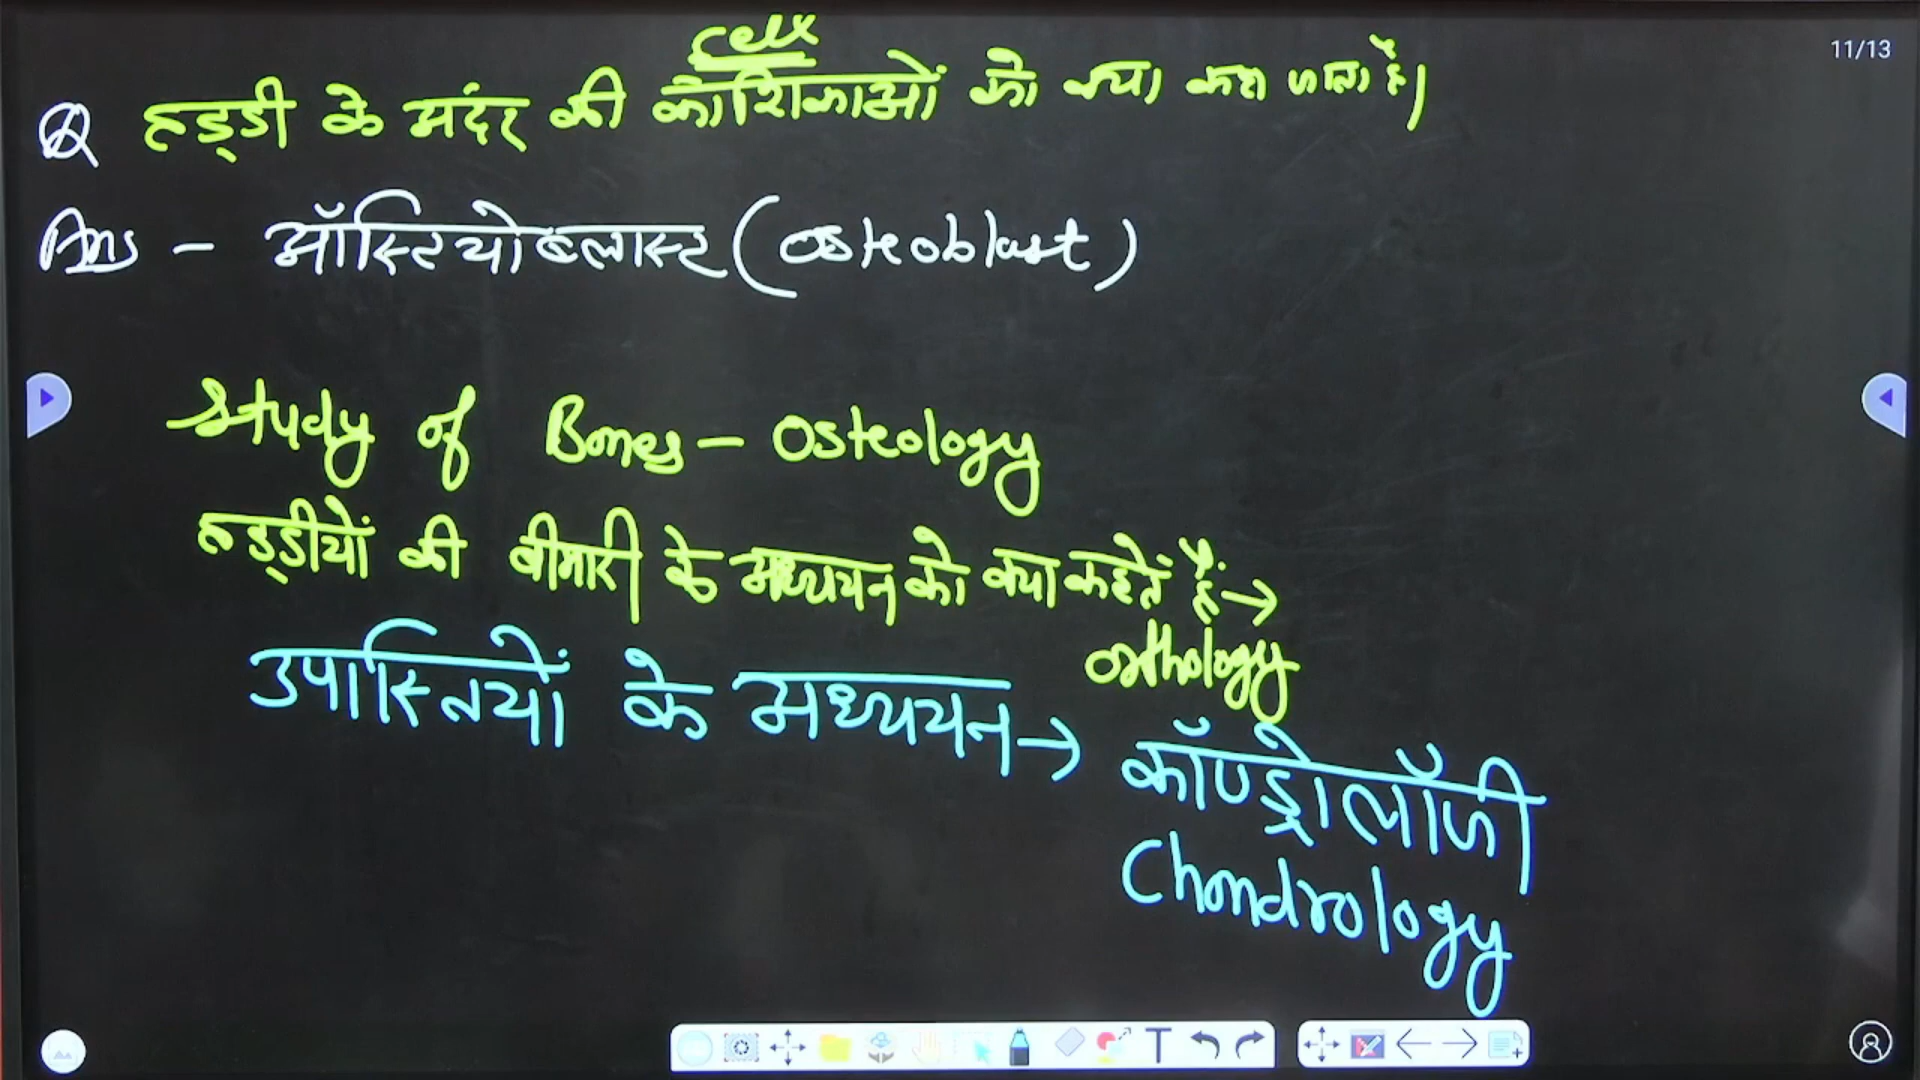 11/13
cell
Q हड्डी के अंदर की कोशिकाओं को क्या कहा जाता है।
Ans - ऑस्टियोब्लास्ट (osteoblast)
Study of Bones - Osteology
हड्डीयों की बीमारी के अध्ययन को क्या कहते हैं →
orthology
उपास्तियों के अध्ययन →
कॉण्ड्रोलॉजी
Chondrology